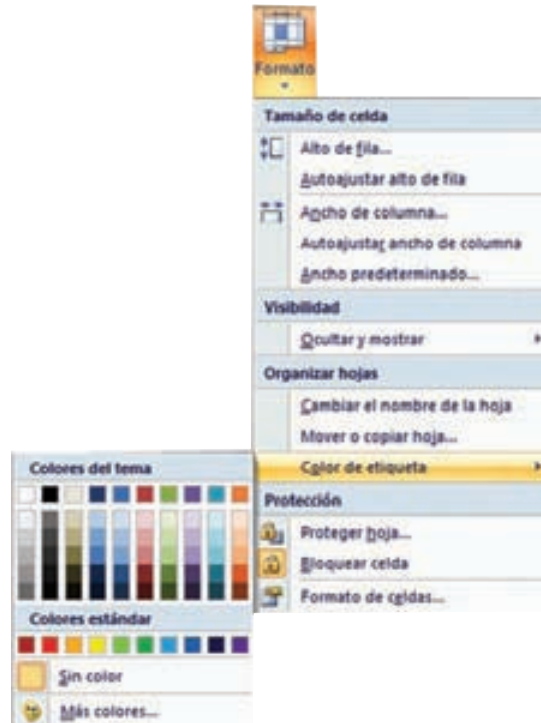 Formato
Tamaño de celda
Alto de fila...
Autoajustar alto de fila
Ancho de columna...
Autoajustar ancho de columna
Ancho predeterminado...
Visibilidad
Ocultar y mostrar
Organizar hojas
Cambiar el nombre de la hoja
Mover o copiar hoja...
Color de etiqueta
Protección
Proteger hoja...
Bloquear celda
Formato de celdas...
Colores del tema
Colores estándar
Sin color
Más colores...